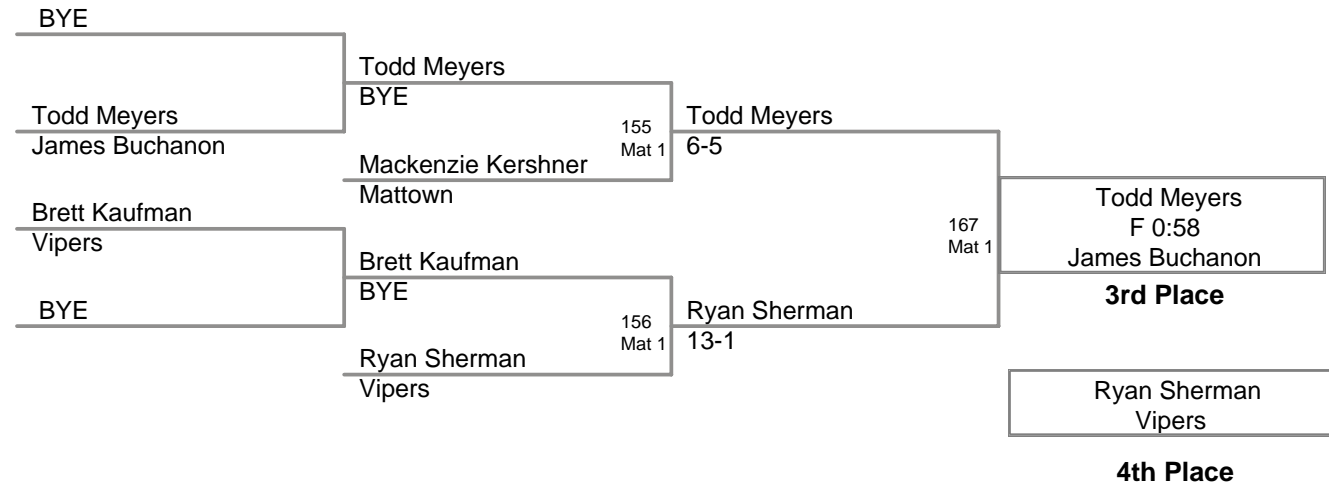 BYE
Todd Meyers
BYE
Todd Meyers
James Buchanon
155
Mat 1
Todd Meyers
6-5
Mackenzie Kershner
Mattown
Brett Kaufman
Vipers
167
Mat 1
Todd Meyers
F 0:58
James Buchanon
3rd Place
Brett Kaufman
BYE
BYE
156
Mat 1
Ryan Sherman
13-1
Ryan Sherman
Vipers
Ryan Sherman
Vipers
4th Place